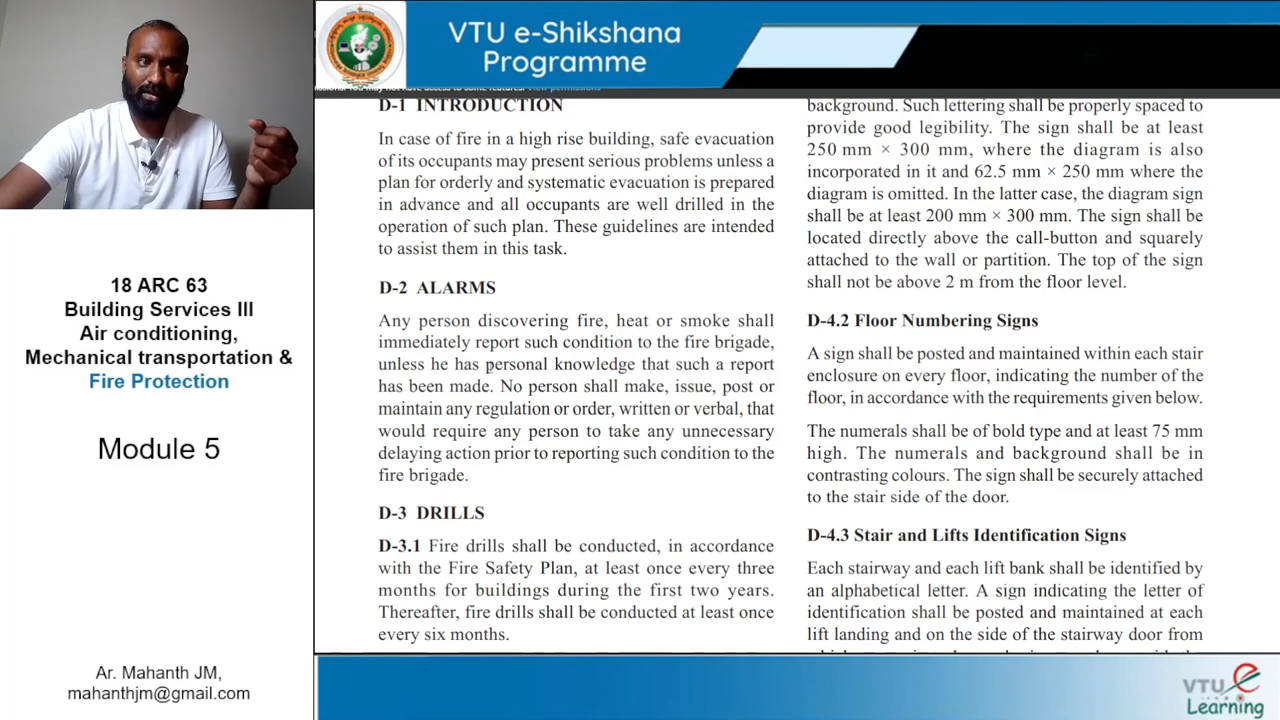 VTU e-Shikshana
Programme
18 ARC 63
Building Services III
Air conditioning,
Mechanical transportation &
Fire Protection
Module 5
Ar. Mahanth JM,
mahanthjm@gmail.com
may not have access to some features. View permissions
D-1 INTRODUCTION
In case of fire in a high rise building, safe evacuation
of its occupants may present serious problems unless a
plan for orderly and systematic evacuation is prepared
in advance and all occupants are well drilled in the
operation of such plan. These guidelines are intended
to assist them in this task.
D-2 ALARMS
Any person discovering fire, heat or smoke shall
immediately report such condition to the fire brigade,
unless he has personal knowledge that such a report
has been made. No person shall make, issue, post or
maintain any regulation or order, written or verbal, that
would require any person to take any unnecessary
delaying action prior to reporting such condition to the
fire brigade.
D-3 DRILLS
D-3.1 Fire drills shall be conducted, in accordance
with the Fire Safety Plan, at least once every three
months for buildings during the first two years.
Thereafter, fire drills shall be conducted at least once
every six months.
background. Such lettering shall be properly spaced to
provide good legibility. The sign shall be at least
250 mm × 300 mm, where the diagram is also
incorporated in it and 62.5 mm × 250 mm where the
diagram is omitted. In the latter case, the diagram sign
shall be at least 200 mm × 300 mm. The sign shall be
located directly above the call-button and squarely
attached to the wall or partition. The top of the sign
shall not be above 2 m from the floor level.
D-4.2 Floor Numbering Signs
A sign shall be posted and maintained within each stair
enclosure on every floor, indicating the number of the
floor, in accordance with the requirements given below.
The numerals shall be of bold type and at least 75 mm
high. The numerals and background shall be in
contrasting colours. The sign shall be securely attached
to the stair side of the door.
D-4.3 Stair and Lifts Identification Signs
Each stairway and each lift bank shall be identified by
an alphabetical letter. A sign indicating the letter of
identification shall be posted and maintained at each
lift landing and on the side of the stairway door from
VTU e
Learning